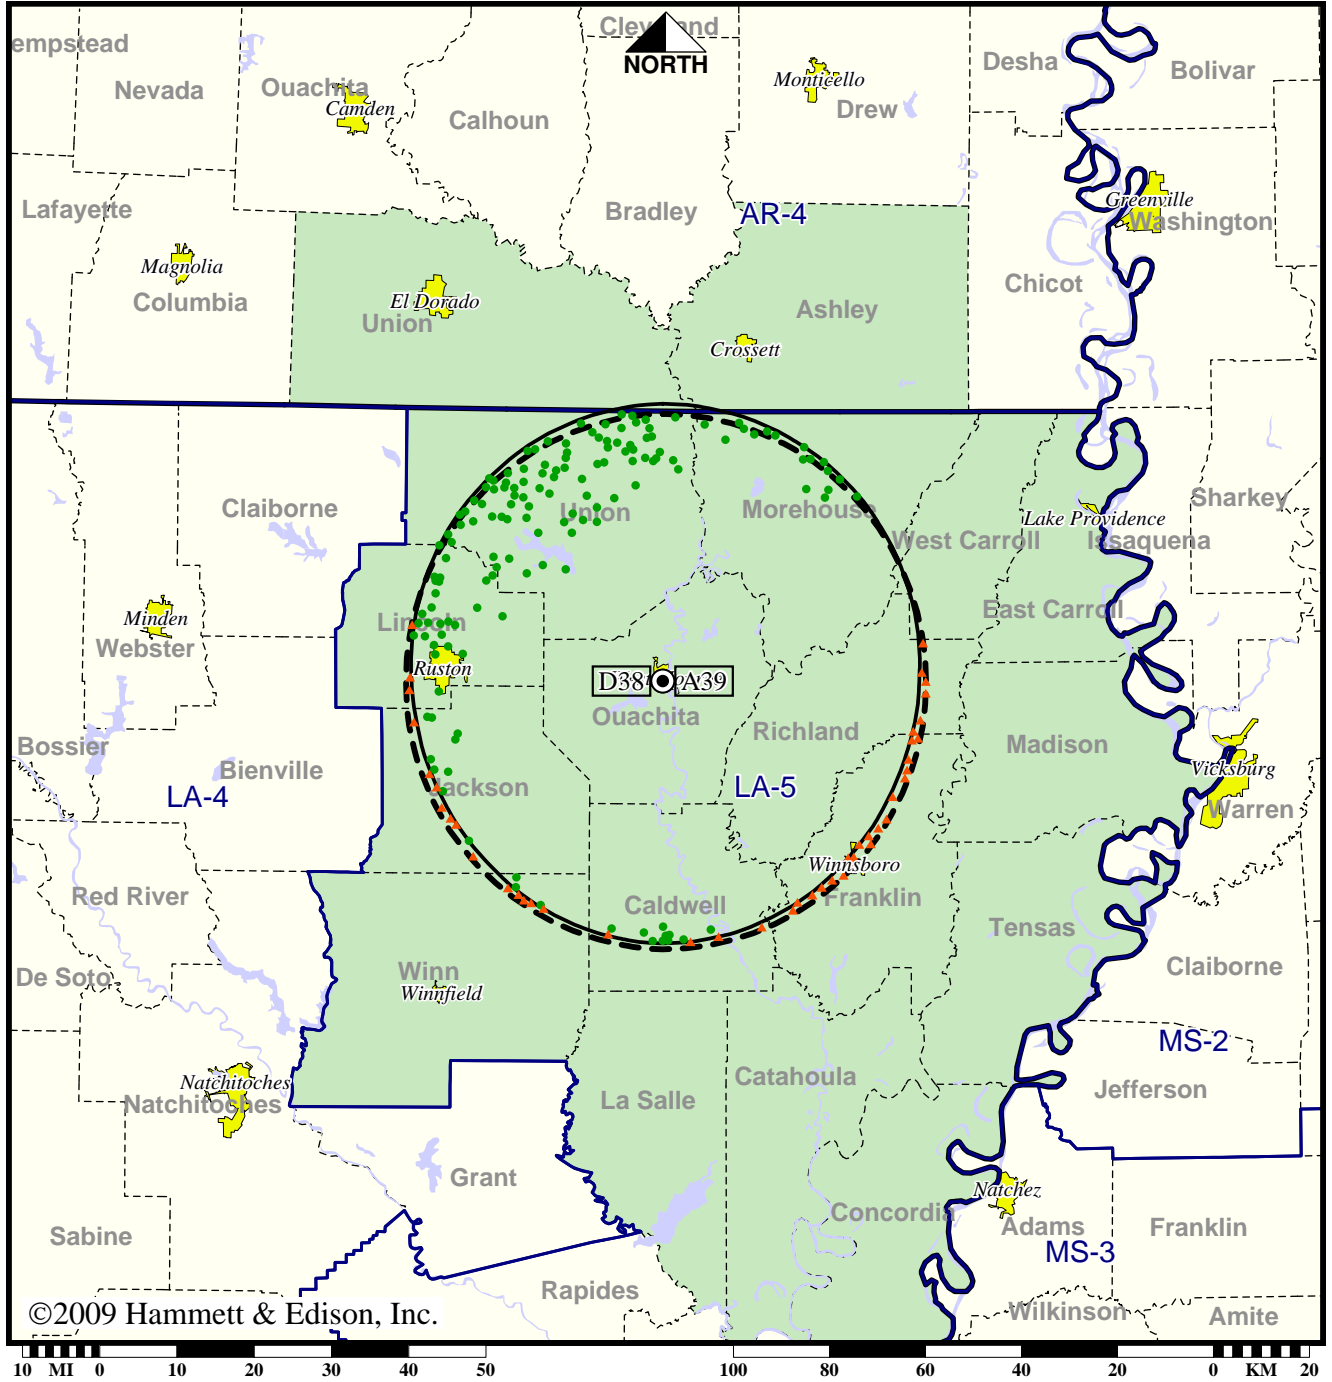 empstead
Nevada
Ouachita
Camden
Calhoun
Cleveland
NORTH
Monticello
Drew
Desha
Bolivar
Lafayette
Magnolia
Columbia
Bradley
AR-4
Greenville
Washington
El Dorado
Union
Ashley
Crossett
Chicot
Claiborne
Union
Morehouse
West Carroll
Lake Providence
Issaquena
Sharkey
East Carroll
Minden
Webster
Lincoln
Ruston
D38
A39
Ouachita
Richland
Madison
Bossier
Bienville
LA-4
Jackson
LA-5
Vicksburg
Warren
Winnsboro
Franklin
Red River
Caldwell
Tensas
De Soto
Winn
Winnfield
Claiborne
MS-2
Natchitoches
Natchitoches
La Salle
Catahoula
Jefferson
Grant
Natchez
Concordia
Adams
Franklin
MS-3
Sabine
Rapides
Wilkinson
Amite
©2009 Hammett & Edison, Inc.
10 MI 0 10 20 30 40 50 100 80 60 40 20 0 KM 20